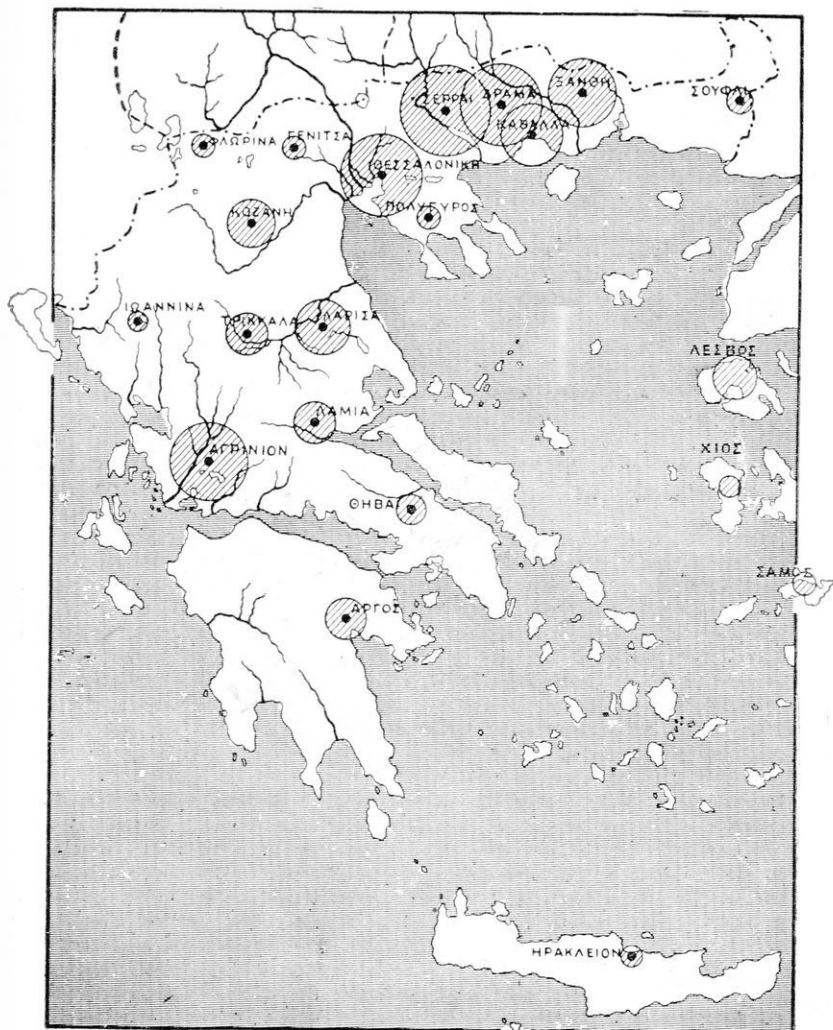 ΣΕΡΡΑΙ
ΔΡΑΜΑ
ΞΑΝΘΗ
ΣΟΥΦΛΙ
ΚΑΒΑΛΛΑ
ΦΛΩΡΙΝΑ
ΓΕΝΙΤΣΑ
ΘΕΣΣΑΛΟΝΙΚΗ
ΚΟΖΑΝΗ
ΠΟΛΥΓΥΡΟΣ
ΙΩΑΝΝΙΝΑ
ΤΡΙΚΚΑΛΑ
ΛΑΡΙΣΑ
ΛΕΣΒΟΣ
ΛΑΜΙΑ
ΑΓΡΙΝΙΟΝ
ΧΙΟΣ
ΘΗΒΑΙ
ΣΑΜΟΣ
ΑΡΓΟΣ
ΗΡΑΚΛΕΙΟΝ